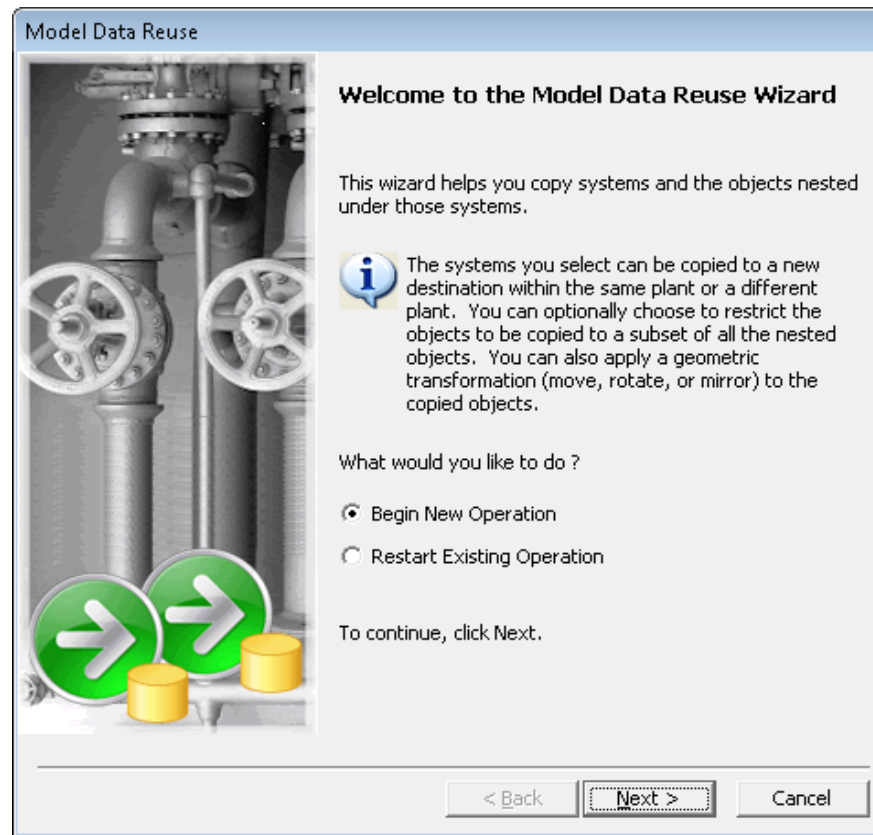 Model Data Reuse
Welcome to the Model Data Reuse Wizard
This wizard helps you copy systems and the objects nested
under those systems.
The systems you select can be copied to a new
destination within the same plant or a different
plant. You can optionally choose to restrict the
objects to be copied to a subset of all the nested
objects. You can also apply a geometric
transformation (move, rotate, or mirror) to the
copied objects.
What would you like to do ?
Begin New Operation
Restart Existing Operation
To continue, click Next.
< Back Next > Cancel